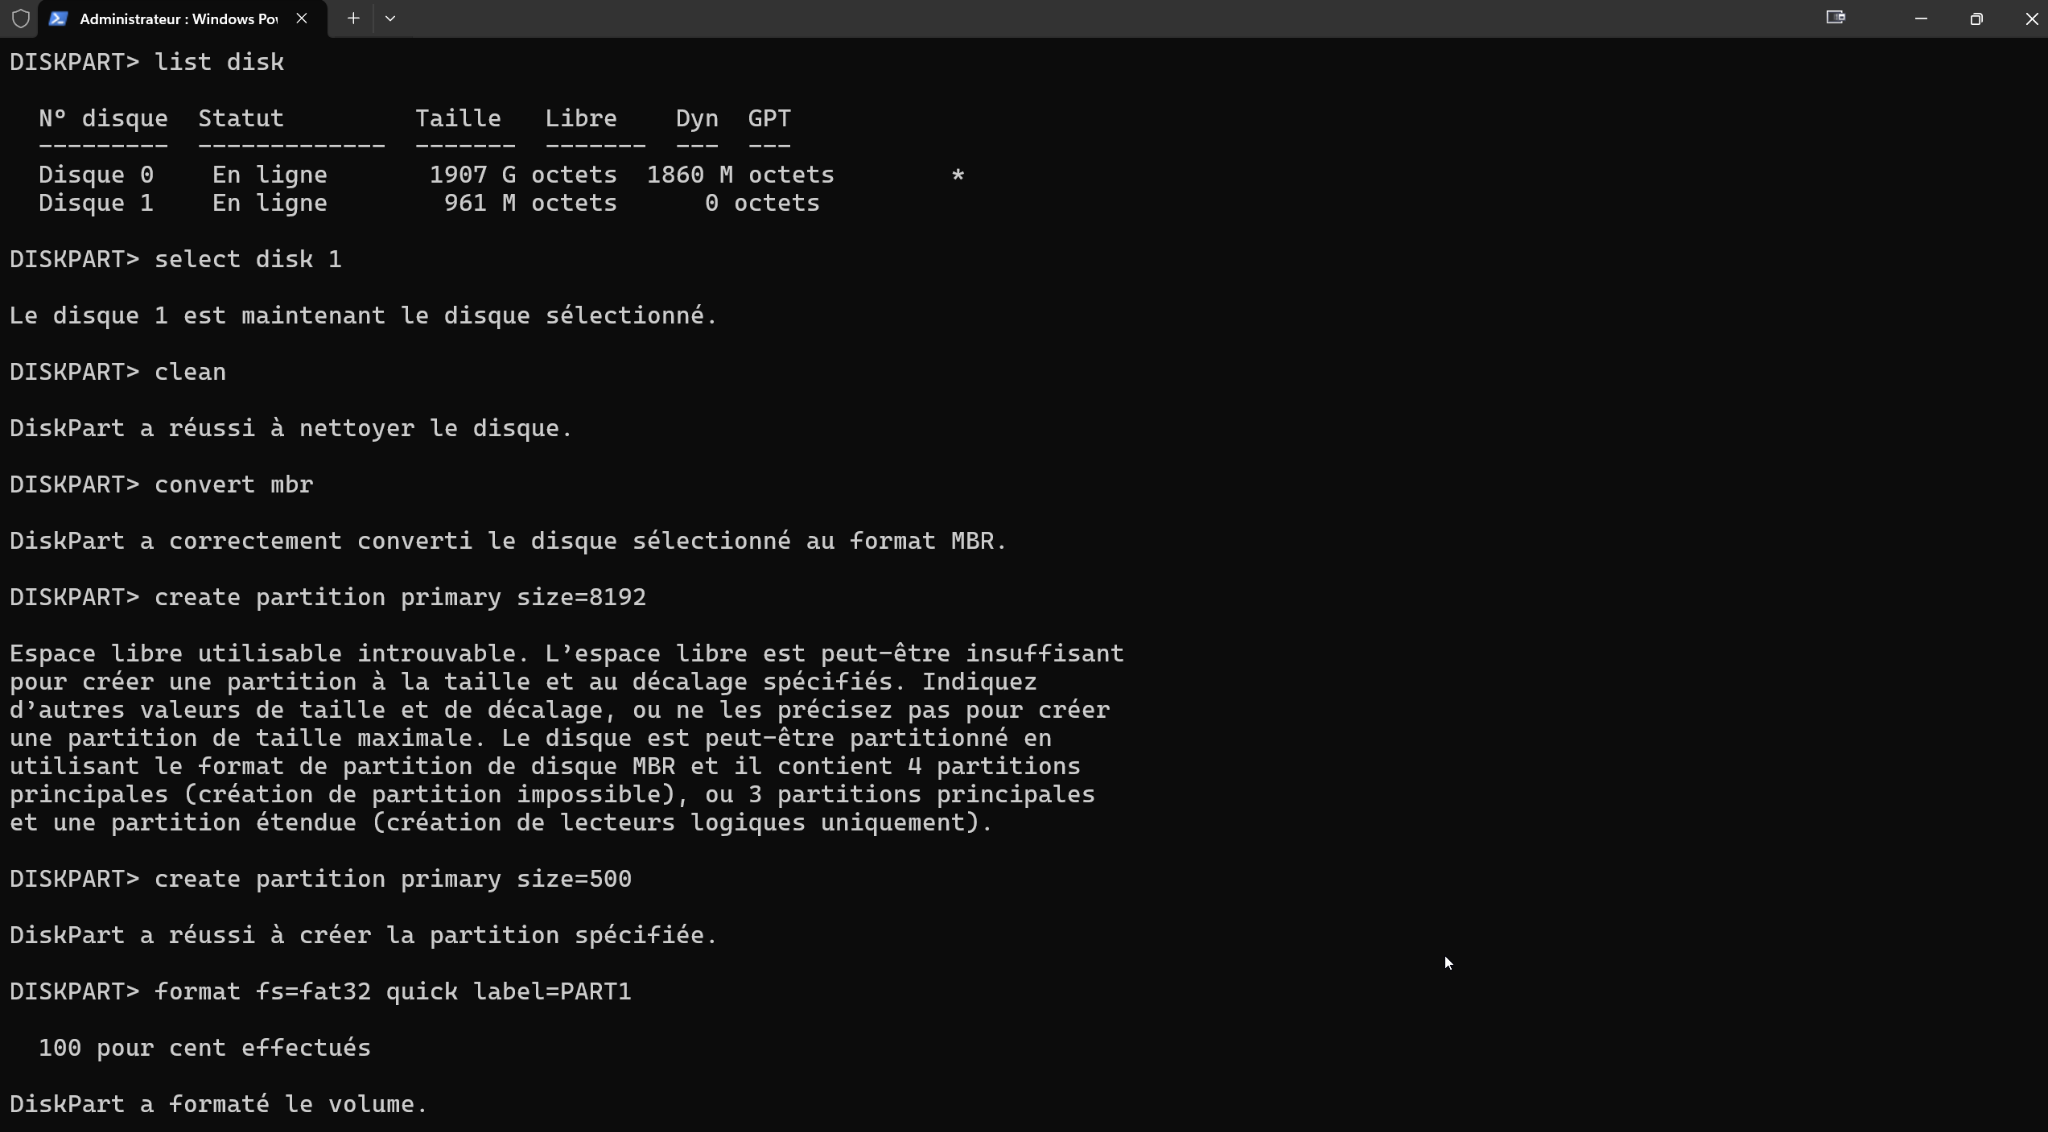 Administrateur : Windows Pow
DISKPART> list disk
N° disque  Statut         Taille   Libre    Dyn  GPT
---------  -------------  -------  -------  ---  ---
Disque 0    En ligne       1907 G octets  1860 M octets        *
Disque 1    En ligne        961 M octets      0 octets
DISKPART> select disk 1
Le disque 1 est maintenant le disque sélectionné.
DISKPART> clean
DiskPart a réussi à nettoyer le disque.
DISKPART> convert mbr
DiskPart a correctement converti le disque sélectionné au format MBR.
DISKPART> create partition primary size=8192
Espace libre utilisable introuvable. L’espace libre est peut-être insuffisant
pour créer une partition à la taille et au décalage spécifiés. Indiquez
d’autres valeurs de taille et de décalage, ou ne les précisez pas pour créer
une partition de taille maximale. Le disque est peut-être partitionné en
utilisant le format de partition de disque MBR et il contient 4 partitions
principales (création de partition impossible), ou 3 partitions principales
et une partition étendue (création de lecteurs logiques uniquement).
DISKPART> create partition primary size=500
DiskPart a réussi à créer la partition spécifiée.
DISKPART> format fs=fat32 quick label=PART1
100 pour cent effectués
DiskPart a formaté le volume.